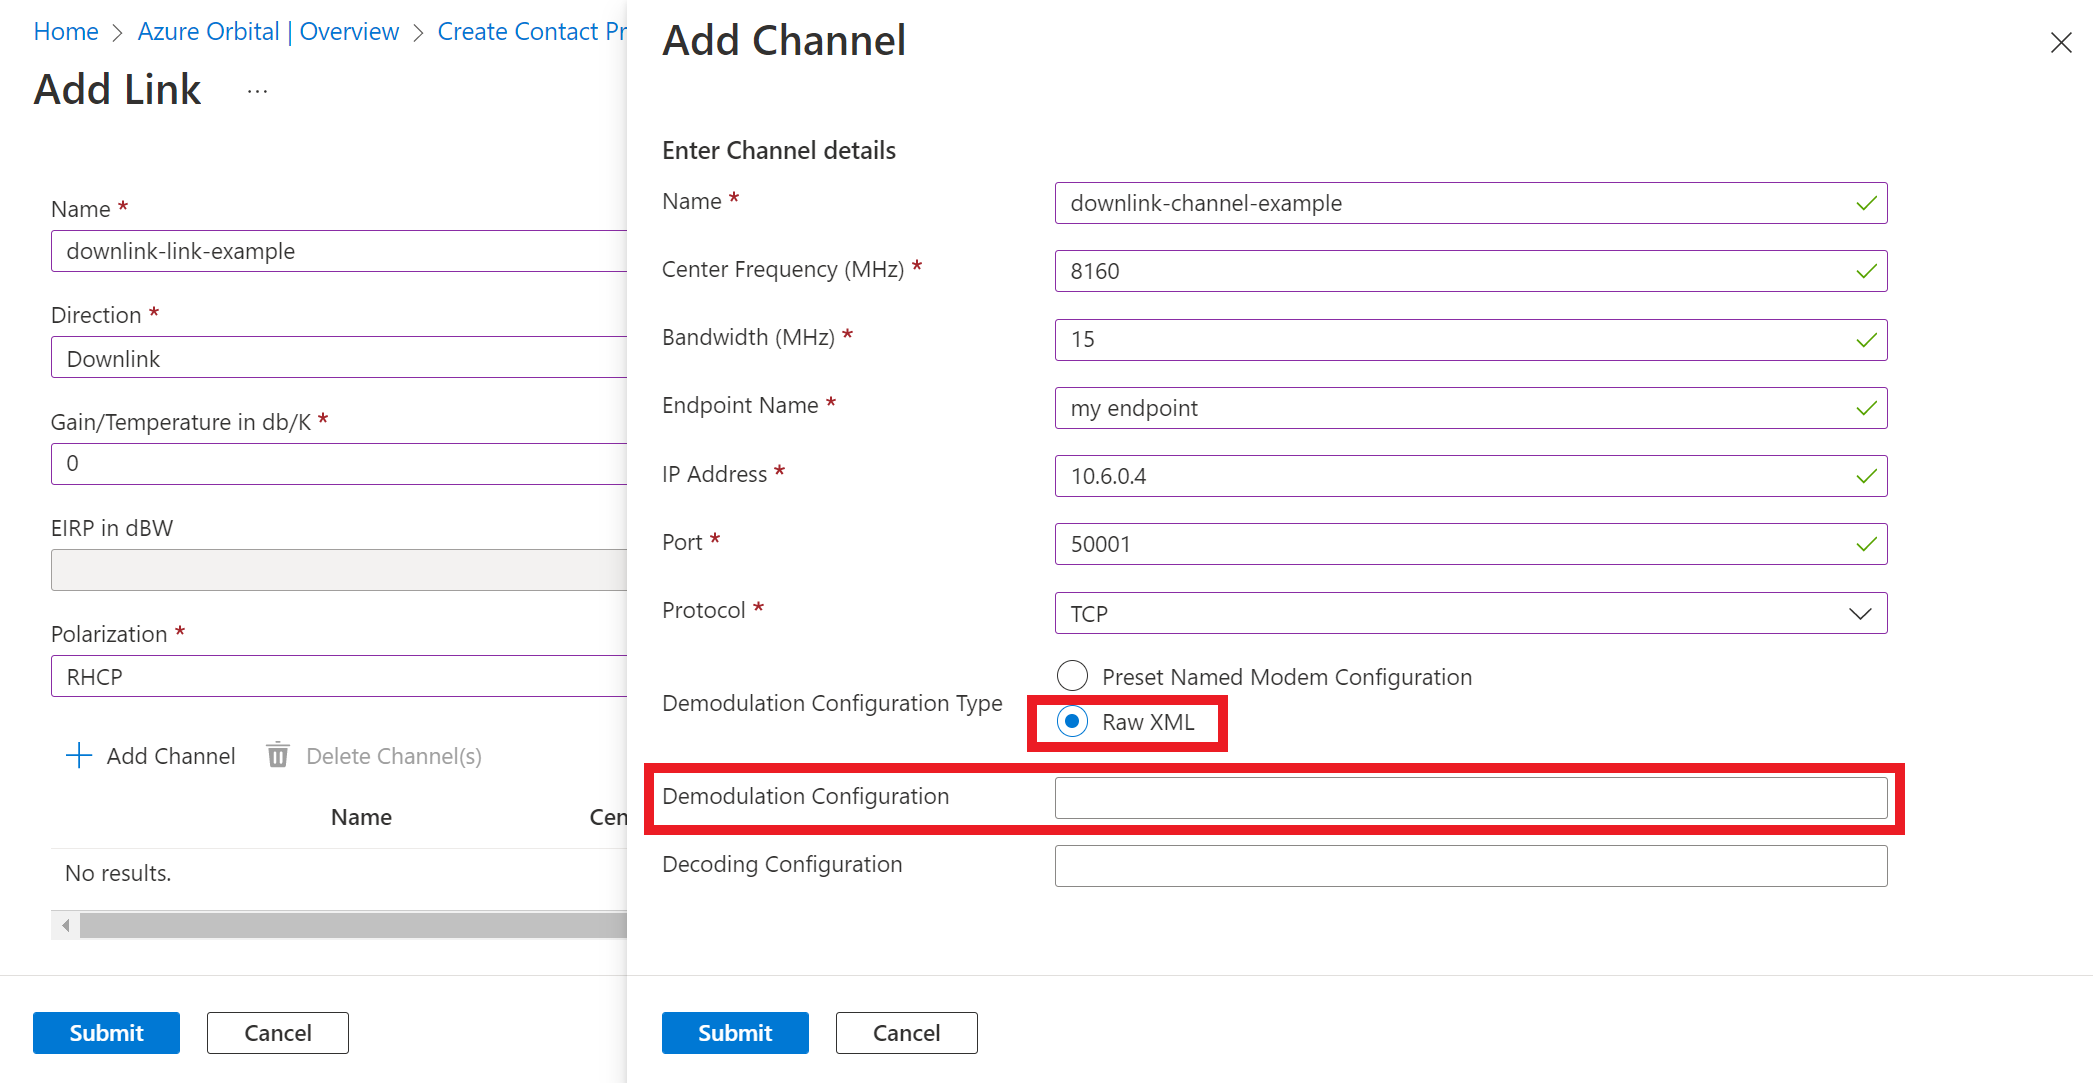 Home > Azure Orbital | Overview > Create Contact Pr
Add Link ...
Name *
downlink-link-example
Direction *
Downlink
Gain/Temperature in db/K *
0
EIRP in dBW
Polarization *
RHCP
Add Channel Delete Channel(s)
Name Cen
No results.
Submit Cancel
Add Channel
Enter Channel details
Name * downlink-channel-example
Center Frequency (MHz) * 8160
Bandwidth (MHz) * 15
Endpoint Name * my endpoint
IP Address * 10.6.0.4
Port * 50001
Protocol * TCP
Demodulation Configuration Type
Preset Named Modem Configuration
Raw XML
Demodulation Configuration
Decoding Configuration
Submit Cancel